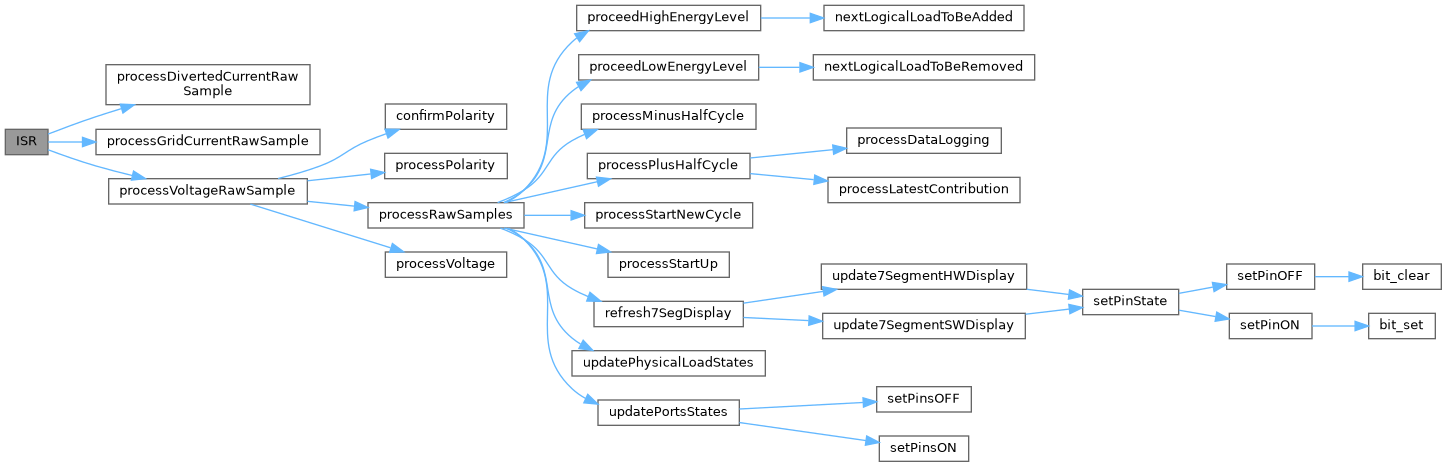 proceedHighEnergyLevel
nextLogicalLoadToBeAdded
proceedLowEnergyLevel
nextLogicalLoadToBeRemoved
processDivertedCurrentRaw
Sample
confirmPolarity
processMinusHalfCycle
ISR
processGridCurrentRawSample
processDataLogging
processPolarity
processPlusHalfCycle
processVoltageRawSample
processLatestContribution
processRawSamples
processStartNewCycle
processVoltage
processStartUp
update7SegmentHWDisplay
setPinOFF
bit_clear
refresh7SegDisplay
setPinState
update7SegmentSWDisplay
setPinON
bit_set
updatePhysicalLoadStates
setPinsOFF
updatePortsStates
setPinsON